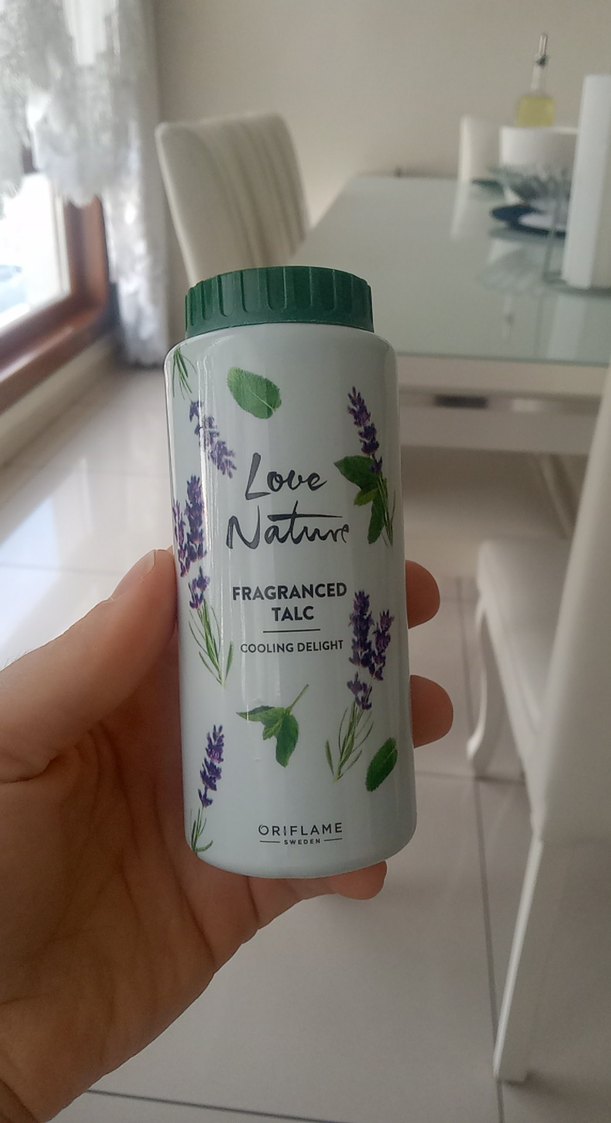 Love
Nature
FRAGRANCED
TALC
COOLING DELIGHT
ORIFLAME
SWEDEN